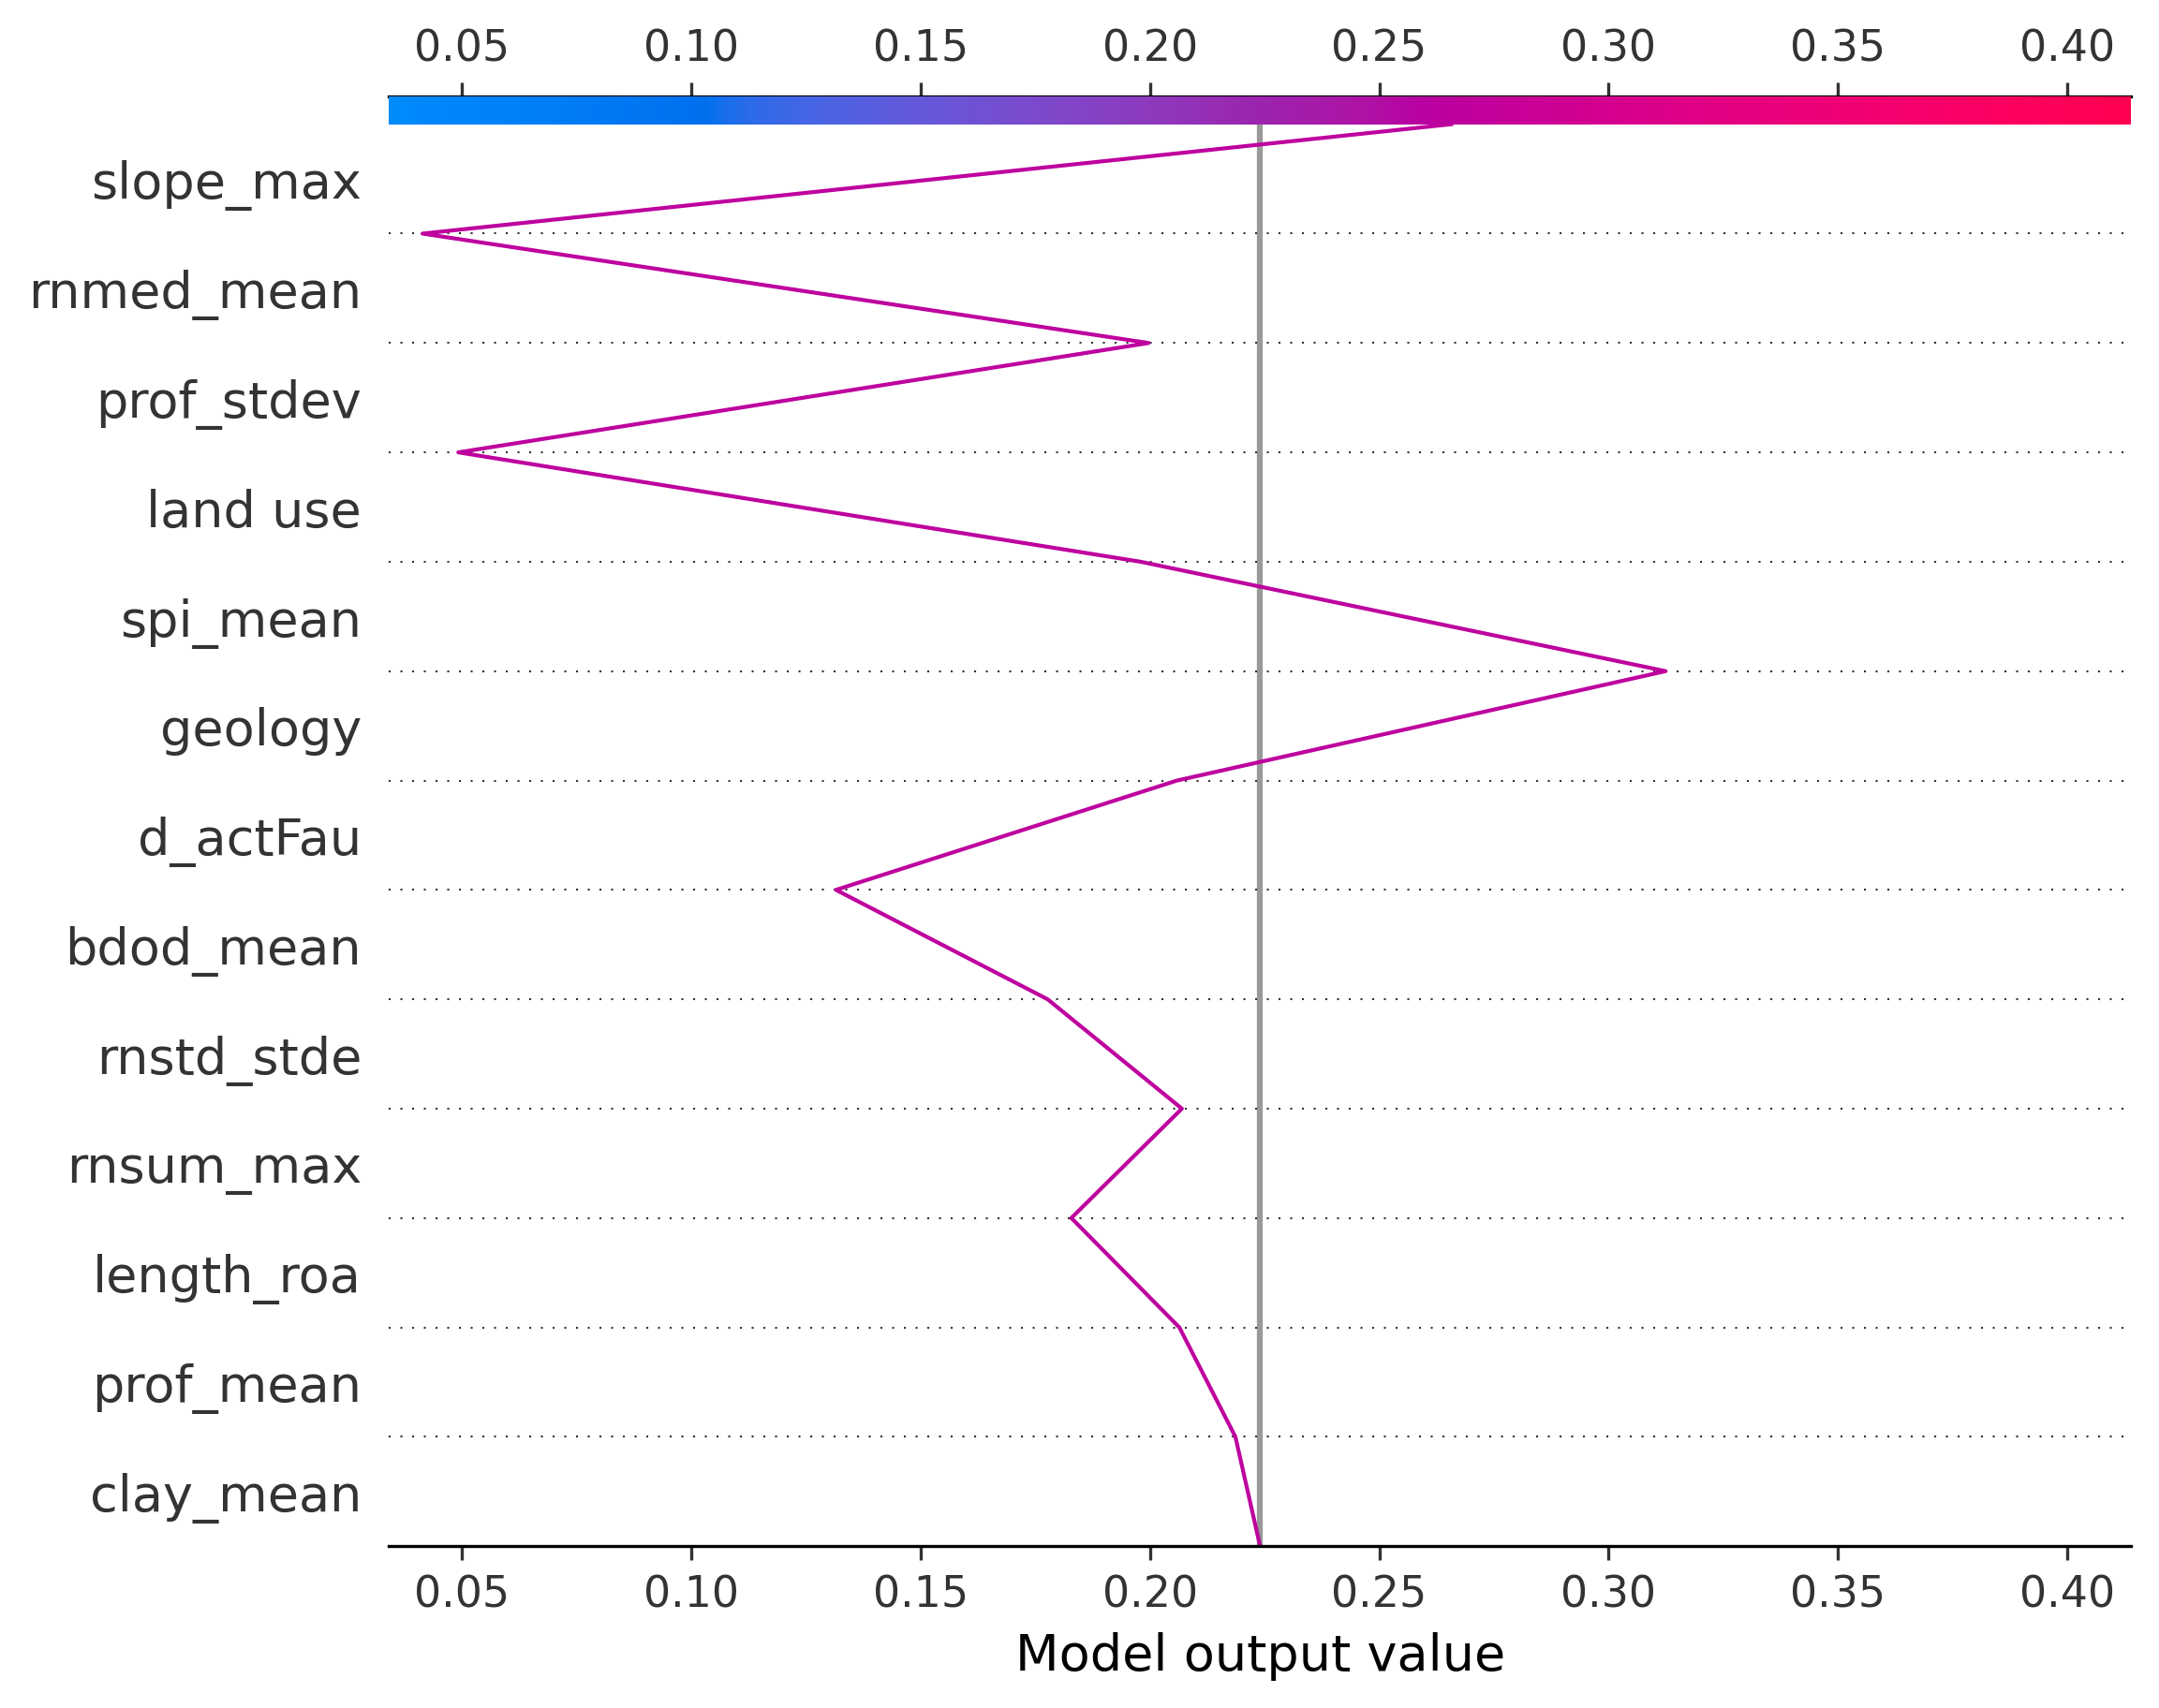 0.05 0.10 0.15 0.20 0.25 0.30 0.35 0.40
slope_max
rnmed_mean
prof_stdev
land use
spi_mean
geology
d_actFau
bdod_mean
rnstd_stde
rnsum_max
length_roa
prof_mean
clay_mean
0.05 0.10 0.15 0.20 0.25 0.30 0.35 0.40
Model output value